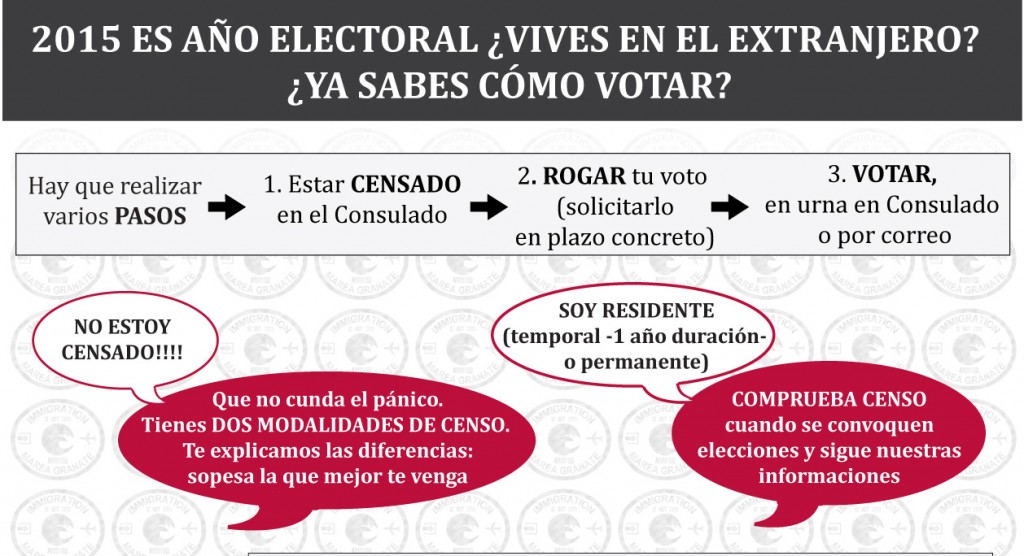 2015 ES AÑO ELECTORAL ¿VIVES EN EL EXTRANJERO?
¿YA SABES CÓMO VOTAR?
Hay que realizar
varios PASOS
1. Estar CENSADO
en el Consulado
2. ROGAR tu voto
(solicitarlo
en plazo concreto)
3. VOTAR,
en urna en Consulado
o por correo
NO ESTOY
CENSADO!!!!
Que no cunda el pánico.
Tienes DOS MODALIDADES DE CENSO.
Te explicamos las diferencias:
sopesa la que mejor te venga
SOY RESIDENTE
(temporal -1 año duración-
o permanente)
COMPRUEBA CENSO
cuando se convoquen
elecciones y sigue nuestras
informaciones
IMMIGRATION
MAREA GRANATE